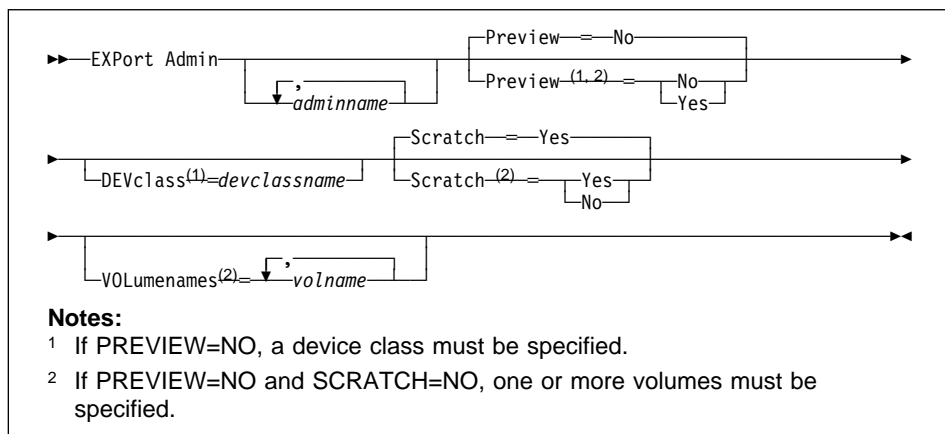 Preview = No
EXPort Admin
, Preview (1, 2) = No
adminname Yes
Scratch = Yes
DEVclass(1)=devclassname Scratch (2) = Yes
No
,
VOLumenames(2)= volname
Notes:
1 If PREVIEW=NO, a device class must be specified.
2 If PREVIEW=NO and SCRATCH=NO, one or more volumes must be
specified.